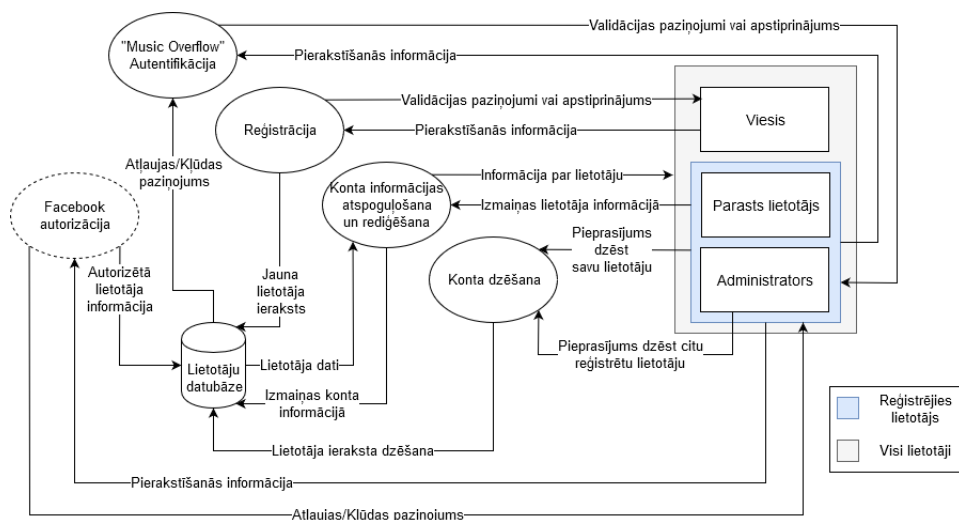 Validācijas paziņojumi vai apstiprinājums
"Music Overflow"
Autentifikācija
Pierakstīšanās informācija
Validācijas paziņojumi vai apstiprinājums
Reģistrācija
Pierakstīšanās informācija
Viesis
Atļaujas/Kļūdas
paziņojums
Konta informācijas
atspoguļošana
un rediģēšana
Informācija par lietotāju
Izmaiņas lietotāja informācijā
Parasts lietotājs
Facebook
autorizācija
Pieprasījums
dzēst
savu lietotāju
Autorizētā
lietotāja
informācija
Jauna
lietotāja
ieraksts
Konta dzēšana
Administrators
Pieprasījums dzēst citu
reģistrētu lietotāju
Lietotāju
datubāze
Lietotāja dati
Izmaiņas konta
informācijā
Reģistrējies
lietotājs
Visi lietotāji
Lietotāja ieraksta dzēšana
Pierakstīšanās informācija
Atļaujas/Kļūdas paziņojums